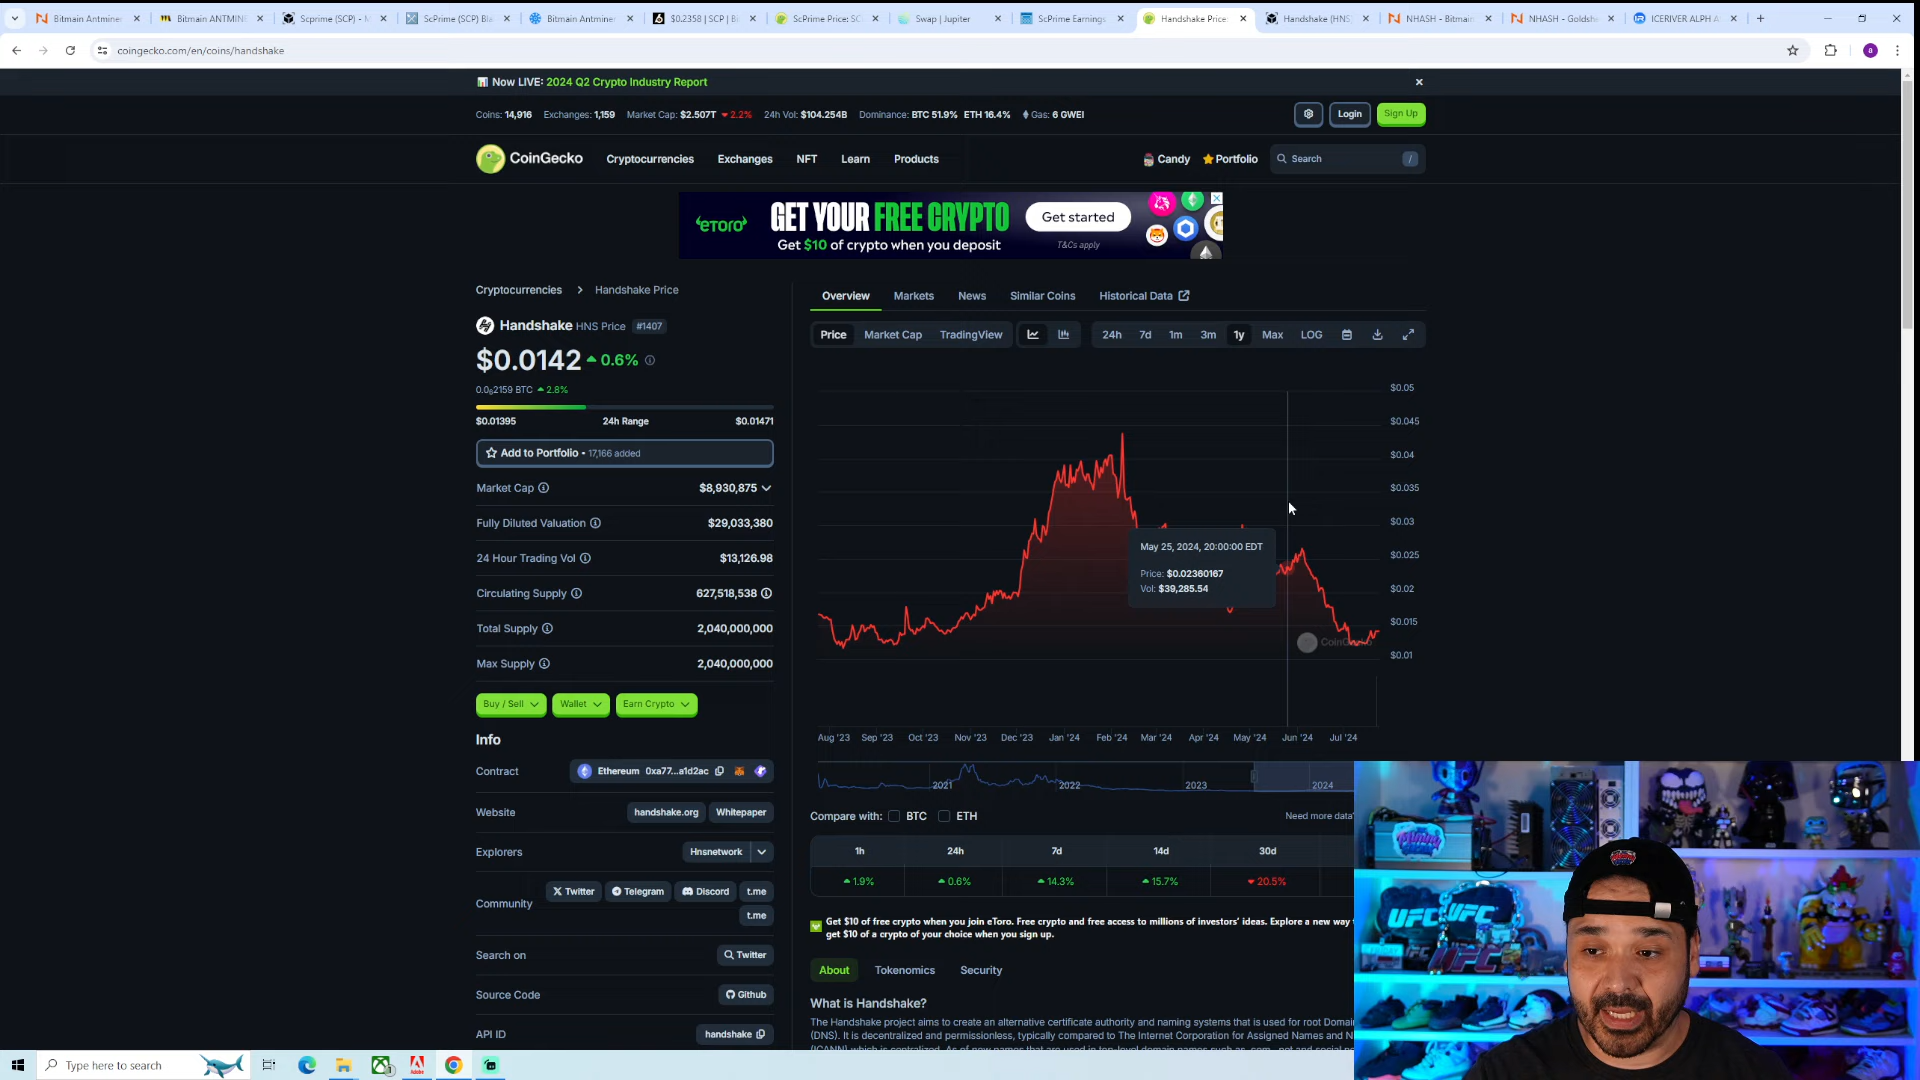 Bitmain Antminer
Bitmain ANTMIN
Scprime (SCP) - M
ScPrime (SCP) Bl
Bitmain Antminer
$0.2358 | SCP | Bi
ScPrime Price: SC
Swap | Jupiter
ScPrime Earnings
Handshake Price
Handshake (HNS
NHASH - Bitmai
NHASH - Goldsh
ICERIVER ALPH A
coingecko.com/en/coins/handshake
a
Now LIVE: 2024 Q2 Crypto Industry Report
Coins: 14,916 Exchanges: 1,159 Market Cap: $2.507T 2.2% 24h Vol: $104.254B Dominance: BTC 51.9% ETH 16.4% Gas: 6 GWEI
Login
Sign Up
CoinGecko
Cryptocurrencies Exchanges NFT Learn Products
Candy Portfolio
Search /
eTORO
GET YOUR FREE CRYPTO
Get $10 of crypto when you deposit
Get started
T&Cs apply
Cryptocurrencies > Handshake Price
Handshake HNS Price #1407
$0.0142 0.6%
0.0₆2159 BTC 2.8%
$0.01395 24h Range $0.01471
Add to Portfolio • 17,166 added
Market Cap $8,930,875
Fully Diluted Valuation $29,033,380
24 Hour Trading Vol $13,126.98
Circulating Supply 627,518,538
Total Supply 2,040,000,000
Max Supply 2,040,000,000
Buy / Sell Wallet Earn Crypto
Info
Contract Ethereum 0xa77...a1d2ac
Website handshake.org Whitepaper
Explorers Hnsnetwork
Community Twitter Telegram Discord t.me
t.me
Search on Twitter
Source Code Github
API ID handshake
Overview Markets News Similar Coins Historical Data
Price Market Cap TradingView 24h 7d 1m 3m 1y Max LOG
$0.05
$0.045
$0.04
$0.035
$0.03
$0.025
$0.02
$0.015
$0.01
May 25, 2024, 20:00:00 EDT
Price: $0.02360167
Vol: $39,285.54
Aug '23 Sep '23 Oct '23 Nov '23 Dec '23 Jan '24 Feb '24 Mar '24 Apr '24 May '24 Jun '24 Jul '24
2021 2022 2023 2024
Compare with: BTC ETH
Need more data?
1h 24h 7d 14d 30d
1.9% 0.6% 14.3% 15.7% 20.5%
Get $10 of free crypto when you join eToro. Free crypto and free access to millions of investors' ideas. Explore a new way
get $10 of a crypto of your choice when you sign up.
About Tokenomics Security
What is Handshake?
The Handshake project aims to create an alternative certificate authority and naming systems that is used for root Domain
(DNS). It is decentralized and permissionless, typically compared to The Internet Corporation for Assigned Names and N
UFC UFC
UFC
Type here to search